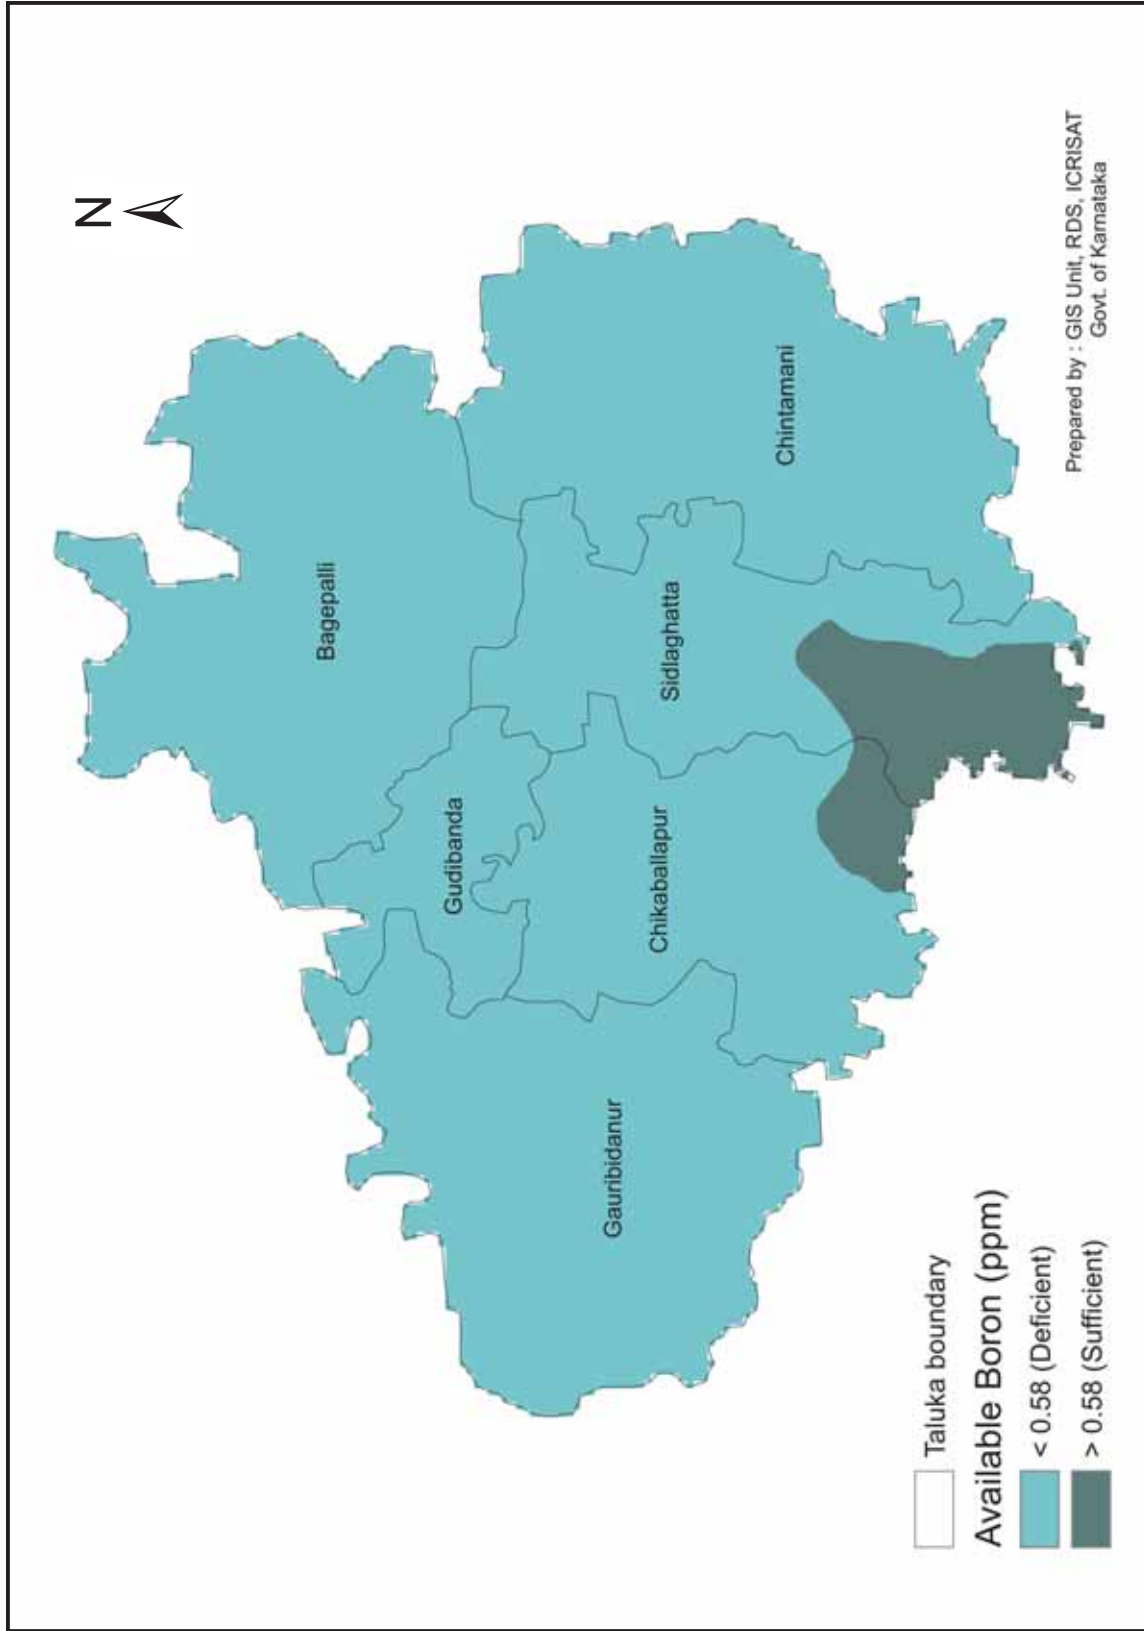 N
Bagepalli
Gudibanda
Chintamani
Sidlaghatta
Chikaballapur
Gauribidanur
Taluka boundary
Available Boron (ppm)
< 0.58 (Deficient)
> 0.58 (Sufficient)
Prepared by : GIS Unit, RDS, ICRISAT
Govt. of Karnataka